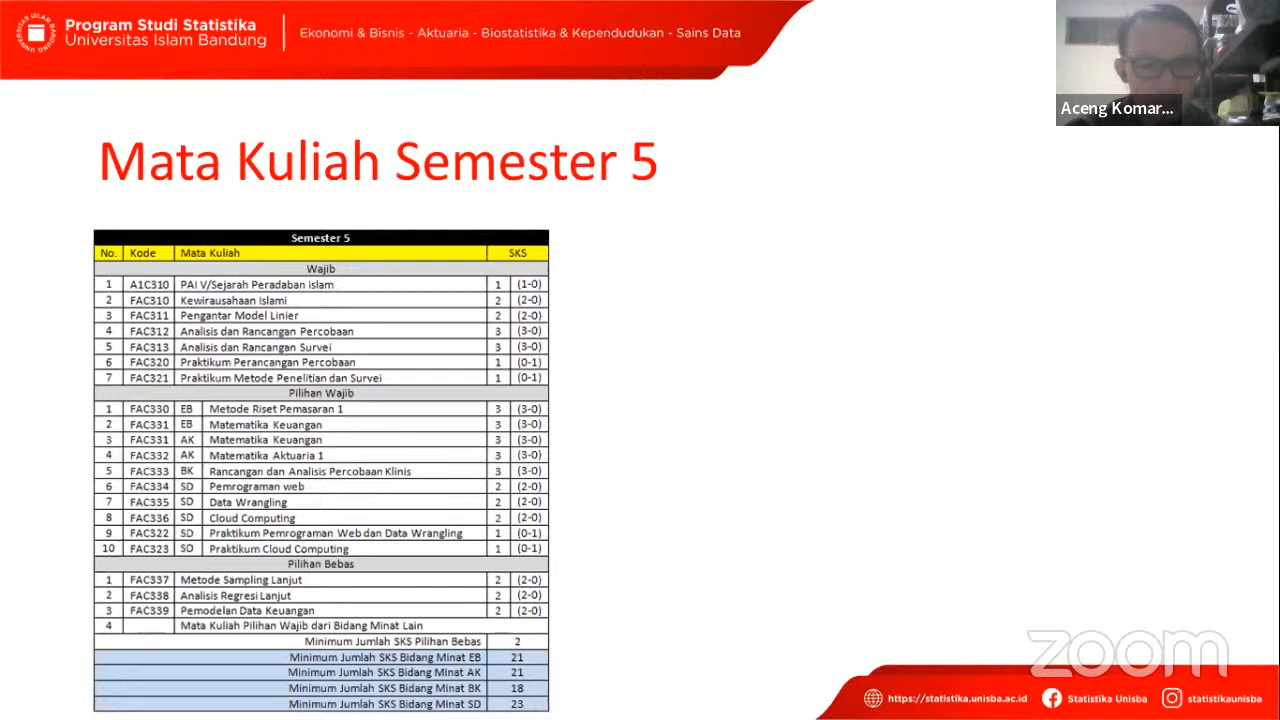 UNIVERSITAS ISLAM BANDUNG
Program Studi Statistika
Universitas Islam Bandung
Ekonomi & Bisnis - Aktuaria - Biostatistika & Kependudukan - Sains Data
Aceng Komar...
Mata Kuliah Semester 5
Semester 5
No. Kode Mata Kuliah SKS
Wajib
1 A1C310 PAI V/Sejarah Peradaban Islam 1 (1-0)
2 FAC310 Kewirausahaan Islami 2 (2-0)
3 FAC311 Pengantar Model Linier 2 (2-0)
4 FAC312 Analisis dan Rancangan Percobaan 3 (3-0)
5 FAC313 Analisis dan Rancangan Survei 3 (3-0)
6 FAC320 Praktikum Perancangan Percobaan 1 (0-1)
7 FAC321 Praktikum Metode Penelitian dan Survei 1 (0-1)
Pilihan Wajib
1 FAC330 EB Metode Riset Pemasaran 1 3 (3-0)
2 FAC331 EB Matematika Keuangan 3 (3-0)
3 FAC331 AK Matematika Keuangan 3 (3-0)
4 FAC332 AK Matematika Aktuaria 1 3 (3-0)
5 FAC333 BK Rancangan dan Analisis Percobaan Klinis 3 (3-0)
6 FAC334 SD Pemrograman web 2 (2-0)
7 FAC335 SD Data Wrangling 2 (2-0)
8 FAC336 SD Cloud Computing 2 (2-0)
9 FAC322 SD Praktikum Pemrograman Web dan Data Wrangling 1 (0-1)
10 FAC323 SD Praktikum Cloud Computing 1 (0-1)
Pilihan Bebas
1 FAC337 Metode Sampling Lanjut 2 (2-0)
2 FAC338 Analisis Regresi Lanjut 2 (2-0)
3 FAC339 Pemodelan Data Keuangan 2 (2-0)
4 Mata Kuliah Pilihan Wajib dari Bidang Minat Lain
Minimum Jumlah SKS Pilihan Bebas 2
Minimum Jumlah SKS Bidang Minat EB 21
Minimum Jumlah SKS Bidang Minat AK 21
Minimum Jumlah SKS Bidang Minat BK 18
Minimum Jumlah SKS Bidang Minat SD 23
zoom
https://statistika.unisba.ac.id Statistika Unisba statistikaunisba